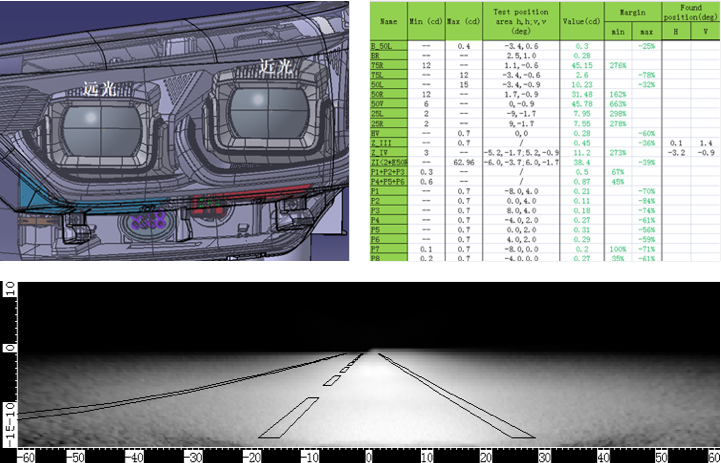 远光
近光
Name Min (cd) Max (cd) Test position area h,h;v,v (deg) Value(cd) Margin Found position(deg)
min max H V
B_50L -- 0.4 -3.4,0.6 0.3 -25%
BR -- -- 2.5,1.0 0.28
75R 12 -- 1.1,-0.6 45.15 276%
75L -- 12 -3.4,-0.6 2.6 -78%
50L -- 15 -3.4,-0.9 10.23 -32%
50R 12 -- 1.7,-0.9 31.48 162%
50V 6 -- 0,-0.9 45.78 663%
25L 2 -- -9,-1.7 7.95 298%
25R 2 -- 9,-1.7 7.55 278%
HV -- 0.7 0,0 0.28 -60%
Z_III -- 0.7 / 0.45 -36% 0.1 1.4
Z_IV 3 -- -5.2,-1.7;5.2,-0.9 11.2 273% -3.2 -0.9
-- 62.96 -6.0,-3.7;6.0,-1.7 38.4 -39%
P1+P2+P3 0.3 -- / 0.5 67%
P4+P5+P6 0.6 -- / 0.87 45%
P1 -- 0.7 -8.0,4.0 0.21 -70%
P2 -- 0.7 0.0,4.0 0.11 -84%
P3 -- 0.7 8.0,4.0 0.18 -74%
P4 -- 0.7 -4.0,2.0 0.27 -61%
P5 -- 0.7 0.0,2.0 0.31 -56%
P6 -- 0.7 4.0,2.0 0.29 -59%
P7 0.1 0.7 -8.0,0.0 0.2 100% -71%
P8 0.2 0.7 -4.0,0.0 0.27 35% -61%
10
0
-10
-1E
-60 -50 -40 -30 -20 -10 0 10 20 30 40 50 60